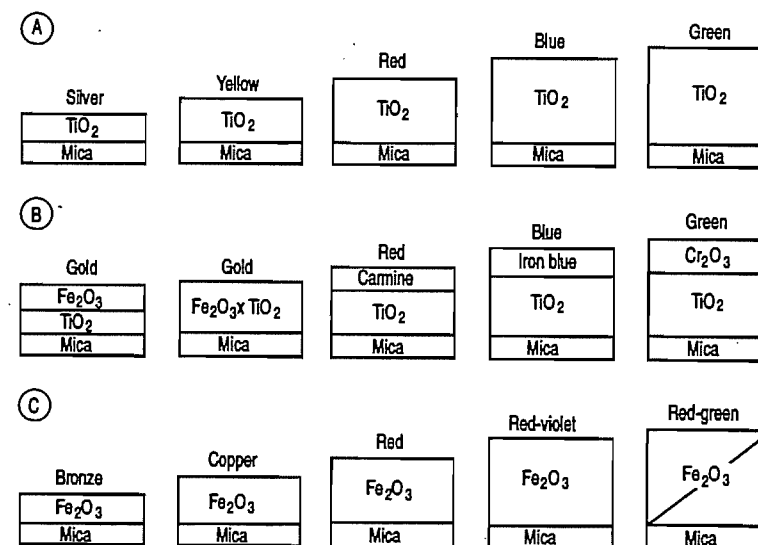 A
Silver
TiO₂
Mica
Yellow
TiO₂
Mica
Red
TiO₂
Mica
Blue
TiO₂
Mica
Green
TiO₂
Mica
B
Gold
Fe₂O₃
TiO₂
Mica
Gold
Fe₂O₃x TiO₂
Mica
Red
Carmine
TiO₂
Mica
Blue
Iron blue
TiO₂
Mica
Green
Cr₂O₃
TiO₂
Mica
C
Bronze
Fe₂O₃
Mica
Copper
Fe₂O₃
Mica
Red
Fe₂O₃
Mica
Red-violet
Fe₂O₃
Mica
Red-green
Fe₂O₃
Mica